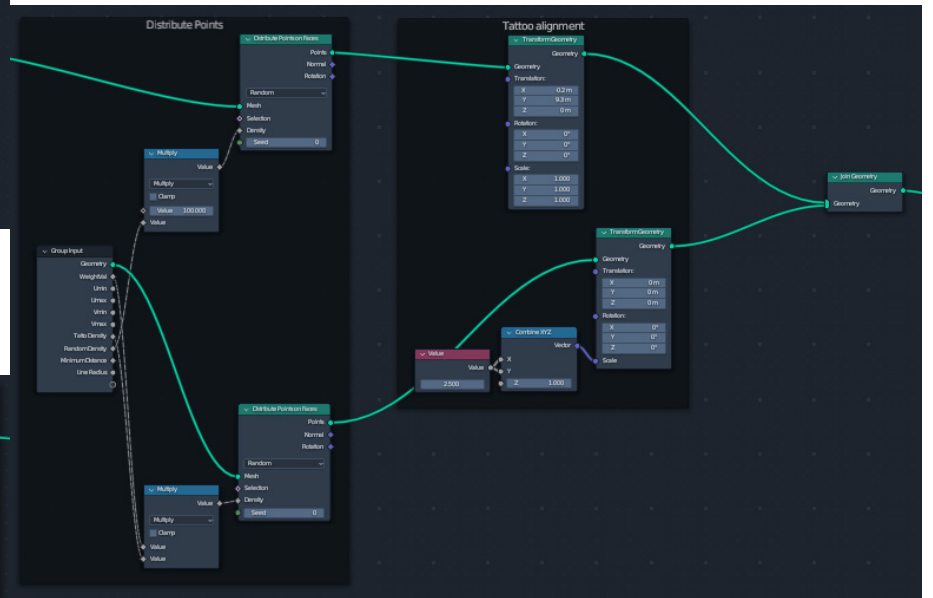 Distribute Points
Distribute Points on Faces
Points
Normal
Rotation
Random
Mesh
Selection
Density
Seed 0
Multiply
Value
Multiply
Clamp
Value 100.000
Value
Group Input
Geometry
WeightVal
Umin
Umax
Vmin
Vmax
Tatto Density
Random Density
Minimum Distance
Line Radius
Distribute Points on Faces
Points
Normal
Rotation
Random
Mesh
Selection
Density
Seed 0
Multiply
Value
Multiply
Clamp
Value
Value
Tattoo alignment
Transform Geometry
Geometry
Geometry
Translation:
X -0.2 m
Y 9.3 m
Z 0 m
Rotation:
X 0°
Y 0°
Z 0°
Scale:
X 1.000
Y 1.000
Z 1.000
Transform Geometry
Geometry
Geometry
Translation:
X 0 m
Y 0 m
Z 0 m
Rotation:
X 0°
Y 0°
Z 0°
Scale
Value
Value
2.500
Combine XYZ
Vector
X
Y
Z 1.000
Join Geometry
Geometry
Geometry